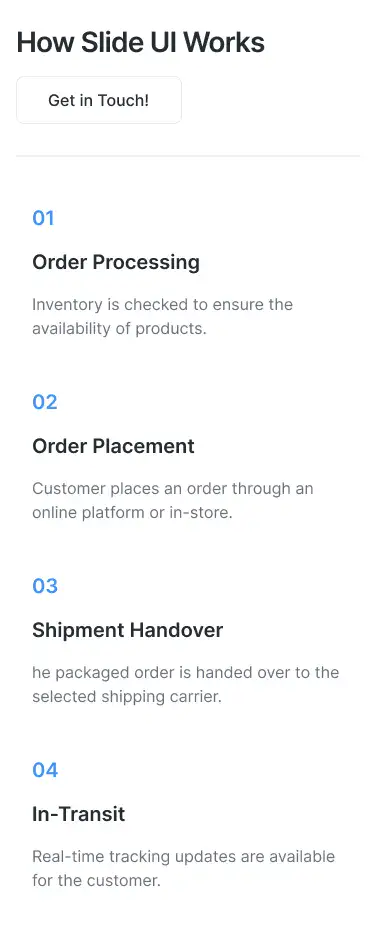 How Slide UI Works
Get in Touch!
01
Order Processing
Inventory is checked to ensure the
availability of products.
02
Order Placement
Customer places an order through an
online platform or in-store.
03
Shipment Handover
he packaged order is handed over to the
selected shipping carrier.
04
In-Transit
Real-time tracking updates are available
for the customer.